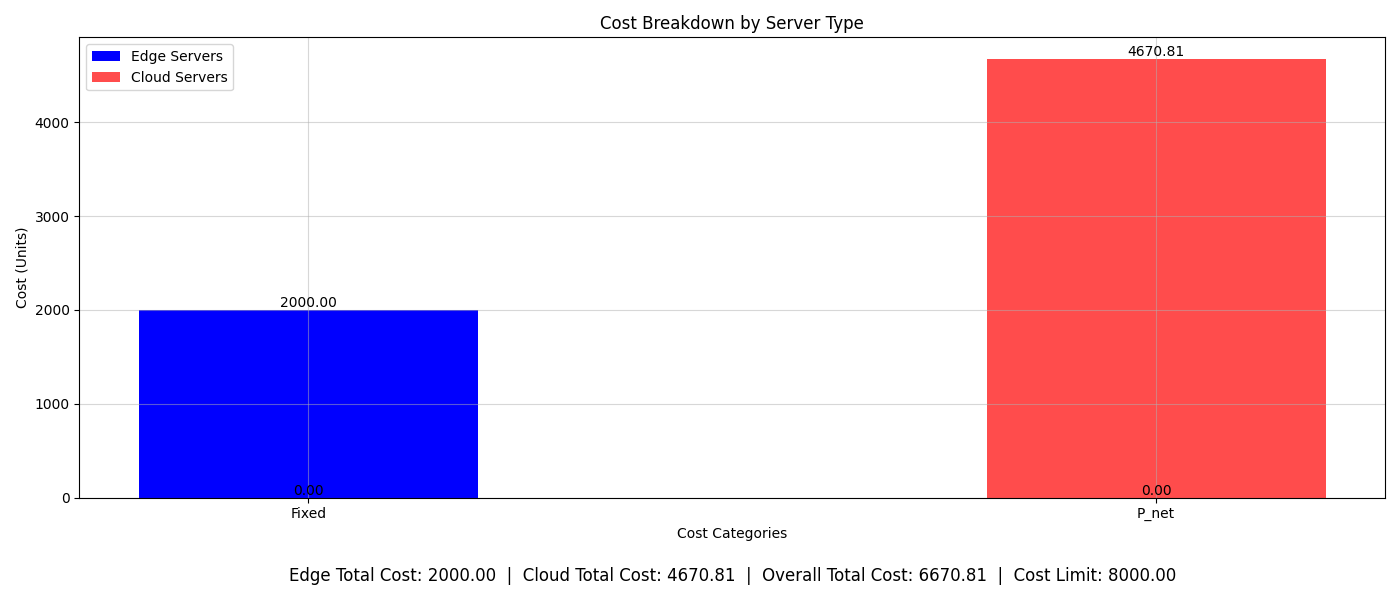 Cost Breakdown by Server Type
Edge Servers
Cloud Servers
4670.81
4000
3000
2000
1000
0
Cost (Units)
2000.00
0.00
0.00
Fixed
P_net
Cost Categories
Edge Total Cost: 2000.00 | Cloud Total Cost: 4670.81 | Overall Total Cost: 6670.81 | Cost Limit: 8000.00